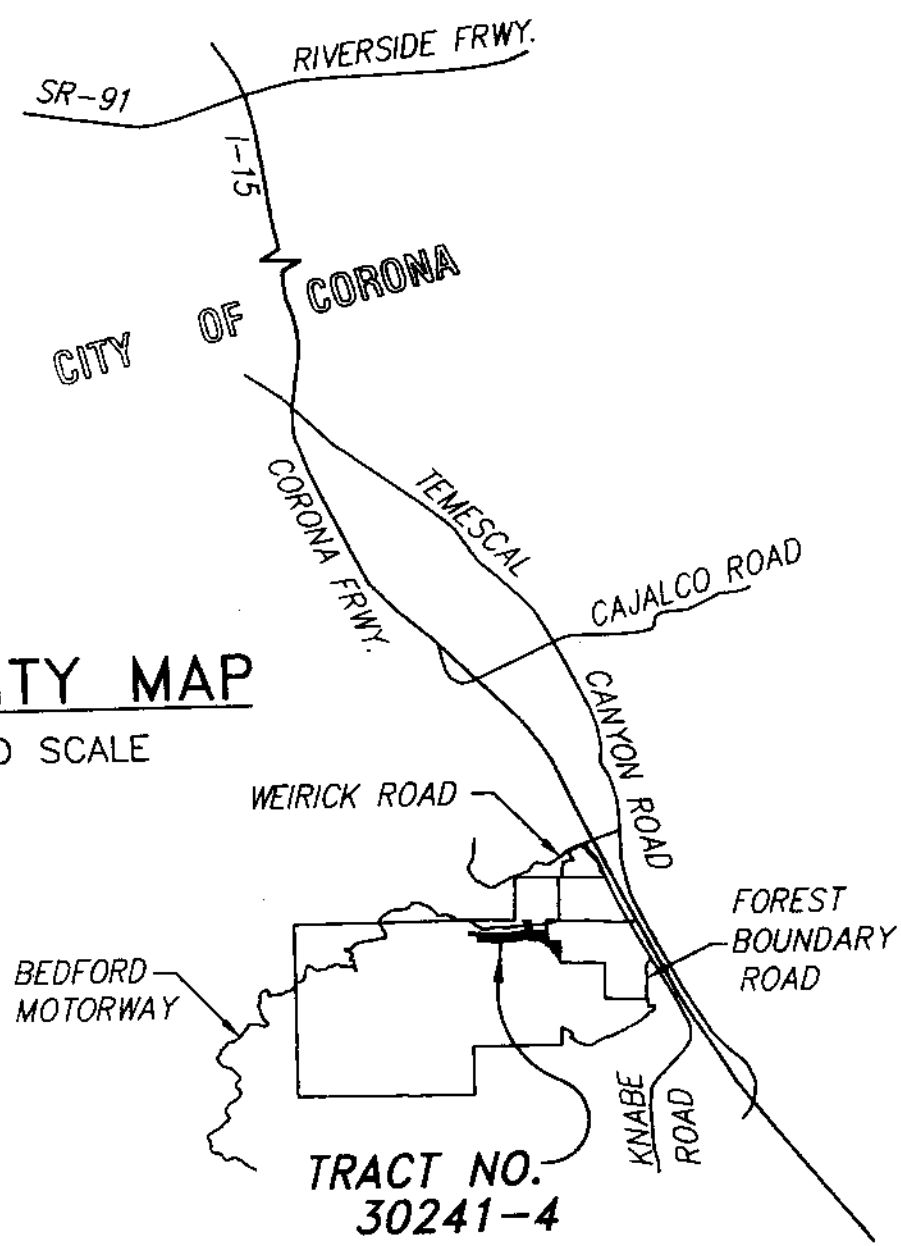 RIVERSIDE FRWY.
SR-91
I-15
CITY OF CORONA
CORONA FRWY.
TEMESCAL
CANYON ROAD
CAJALCO ROAD
MAP
SCALE
WEIRICK ROAD
FOREST
BOUNDARY
ROAD
BEDFORD
MOTORWAY
KNABE
ROAD
TRACT NO.
30241-4